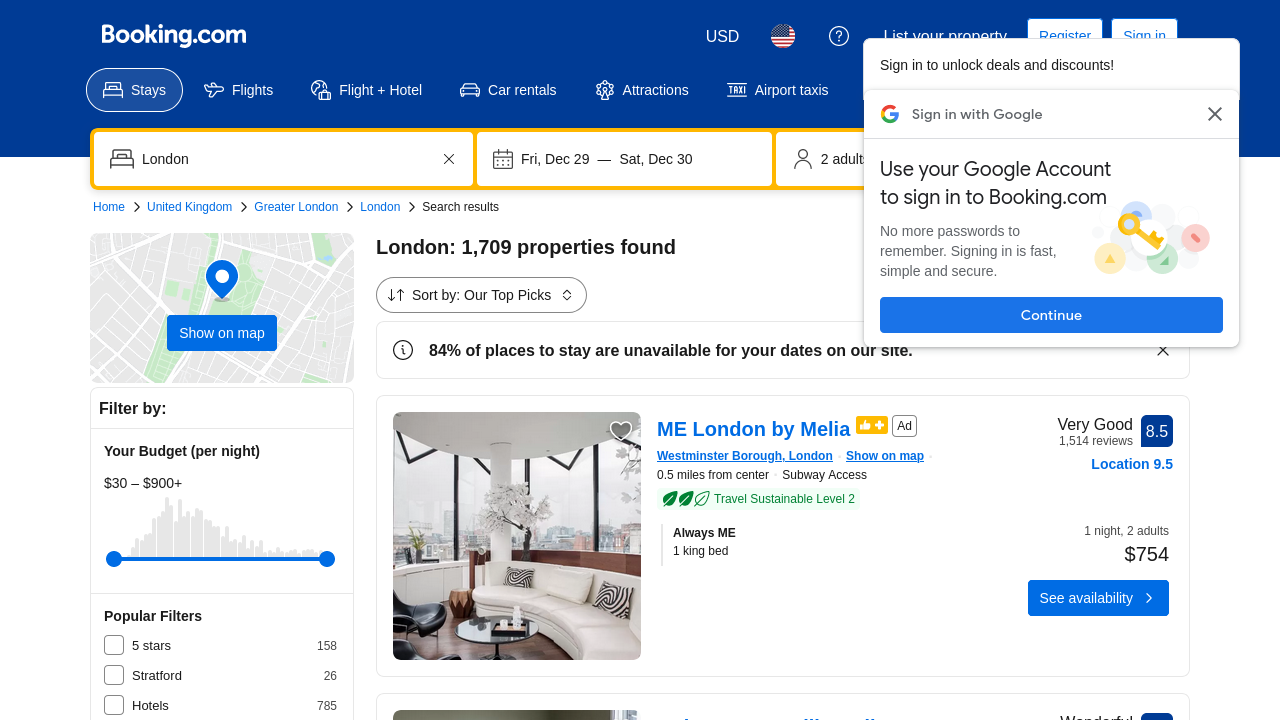 Booking.com
USD
List your property
Register
Sign in
Stays
Flights
Flight + Hotel
Car rentals
Attractions
Airport taxis
Sign in to unlock deals and discounts!
Sign in with Google
Use your Google Account
to sign in to Booking.com
No more passwords to
remember. Signing in is fast,
simple and secure.
Continue
London
Fri, Dec 29 — Sat, Dec 30
2 adults
Home
United Kingdom
Greater London
London
Search results
Show on map
London: 1,709 properties found
Sort by: Our Top Picks
84% of places to stay are unavailable for your dates on our site.
Filter by:
Your Budget (per night)
$30 – $900+
Popular Filters
5 stars 158
Stratford 26
Hotels 785
ME London by Melia
Ad
Westminster Borough, London
Show on map
0.5 miles from center
Subway Access
Travel Sustainable Level 2
Always ME
1 king bed
Very Good
1,514 reviews
8.5
Location 9.5
1 night, 2 adults
$754
See availability